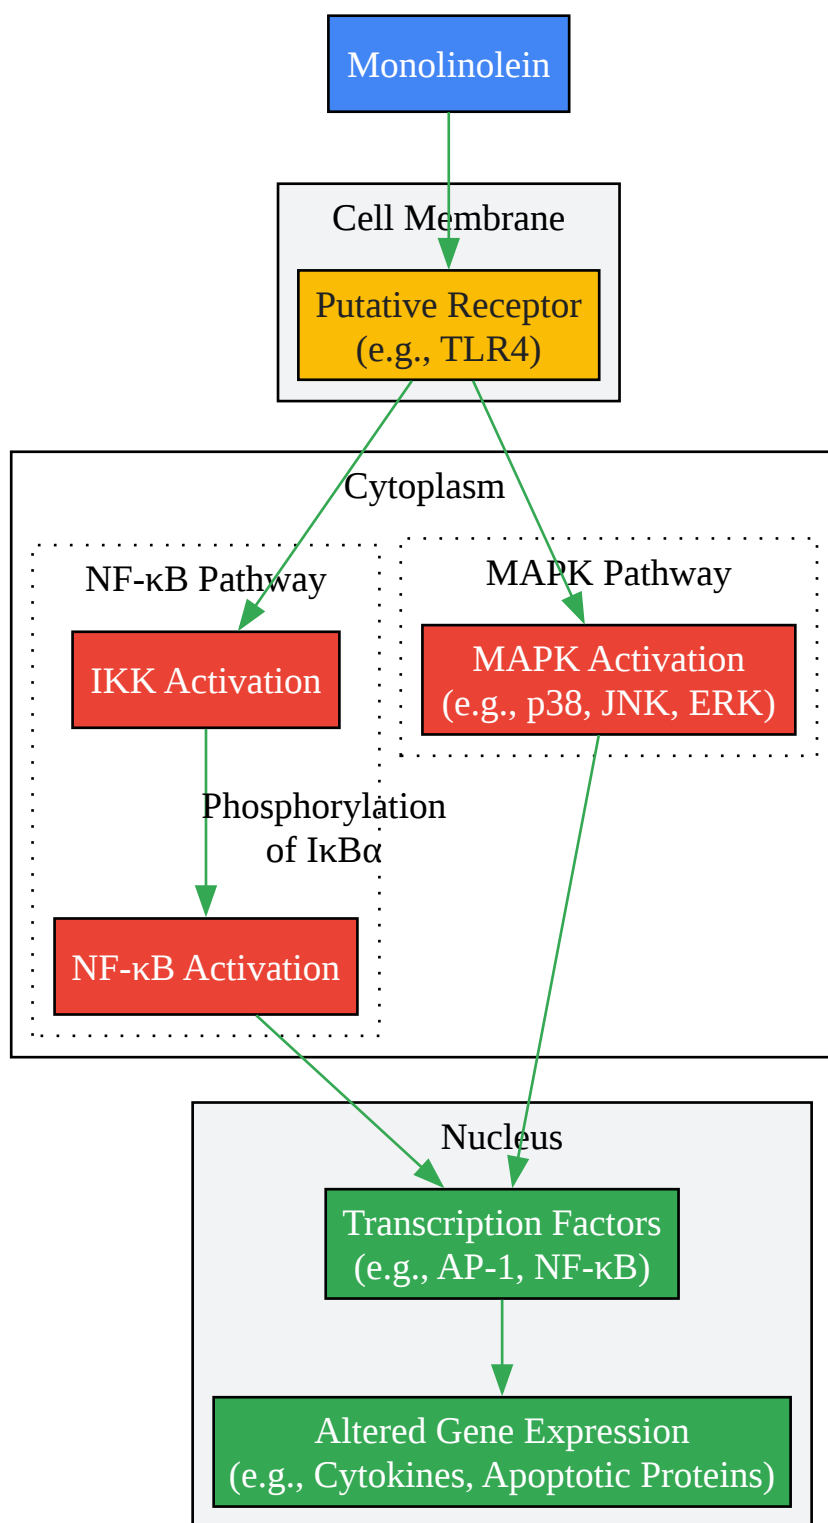 Monolinolein
Cell Membrane
Putative Receptor
(e.g., TLR4)
Cytoplasm
NF-κB Pathway
MAPK Pathway
IKK Activation
MAPK Activation
(e.g., p38, JNK, ERK)
Phosphorylation
of IκBα
NF-κB Activation
Nucleus
Transcription Factors
(e.g., AP-1, NF-κB)
Altered Gene Expression
(e.g., Cytokines, Apoptotic Proteins)